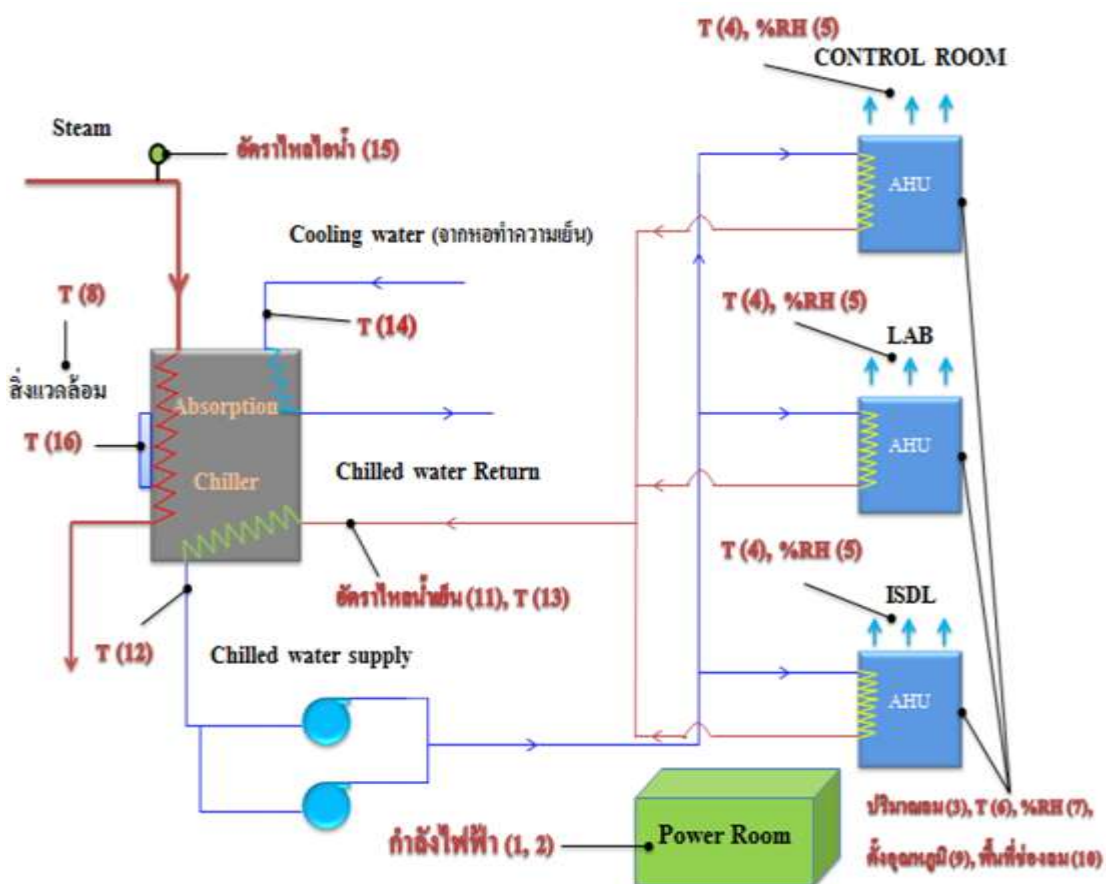 T (4), %RH (5)
CONTROL ROOM
Steam
อัตราไหลไอน้ำ (15)
AHU
Cooling water (จากหอทำความเย็น)
T (8)
T (14)
T (4), %RH (5)
LAB
สิ่งแวดล้อม
Absorption
AHU
T (16)
Chiller
Chilled water Return
T (4), %RH (5)
อัตราไหลน้ำเย็น (11), T (13)
ISDL
T (12)
Chilled water supply
AHU
ปริมาณลม (3), T (6), %RH (7),
กำลังไฟฟ้า (1, 2)
Power Room
ตั้งอุณหภูมิ (9), พื้นที่ช่องลม (10)